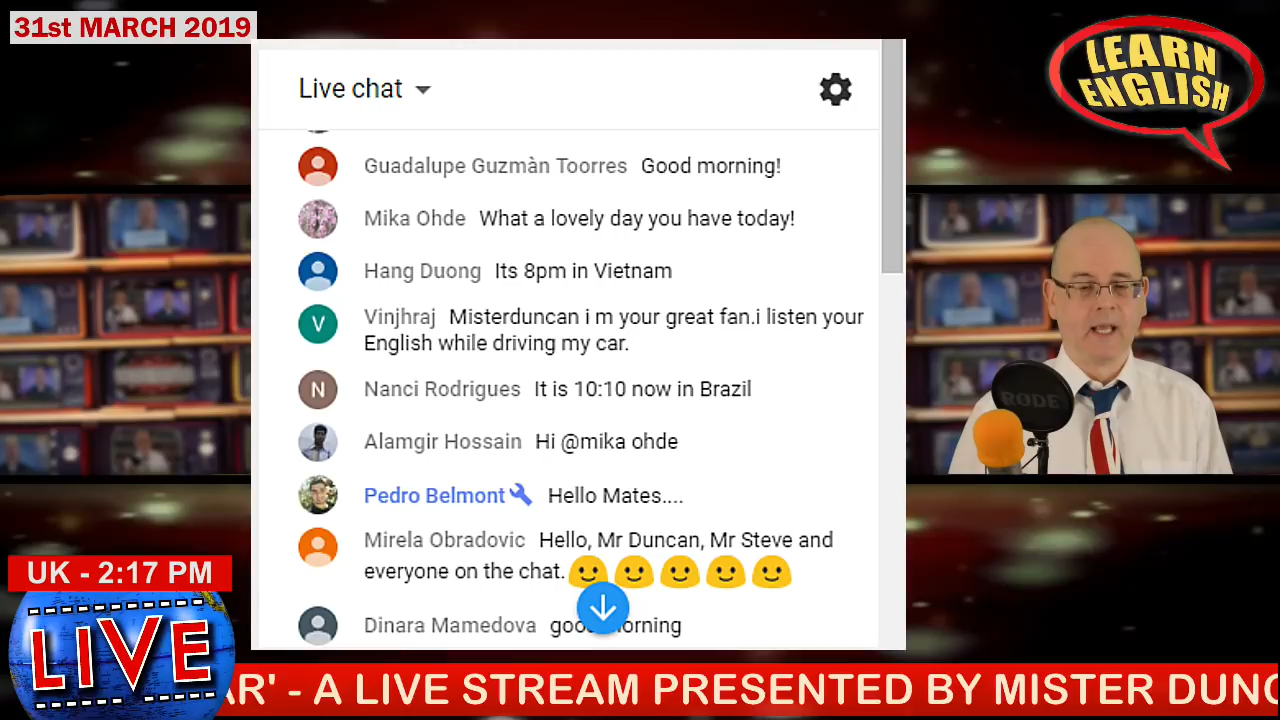 31st MARCH 2019
LEARN
ENGLISH
Live chat
Guadalupe Guzmàn Toorres Good morning!
Mika Ohde What a lovely day you have today!
Hang Duong Its 8pm in Vietnam
V Vinjhraj Misterduncan i m your great fan.i listen your
English while driving my car.
N Nanci Rodrigues It is 10:10 now in Brazil
Alamgir Hossain Hi @mika ohde
Pedro Belmont Hello Mates....
Mirela Obradovic Hello, Mr Duncan, Mr Steve and
everyone on the chat.
Dinara Mamedova good morning
RODE
UK - 2:17 PM
LIVE
AR' - A LIVE STREAM PRESENTED BY MISTER DUNC